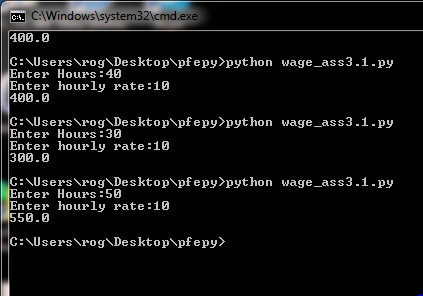 C:\Windows\system32\cmd.exe
400.0
C:\Users\rog\Desktop\pfepy>python wage_ass3.1.py
Enter Hours:40
Enter hourly rate:10
400.0
C:\Users\rog\Desktop\pfepy>python wage_ass3.1.py
Enter Hours:30
Enter hourly rate:10
300.0
C:\Users\rog\Desktop\pfepy>python wage_ass3.1.py
Enter Hours:50
Enter hourly rate:10
550.0
C:\Users\rog\Desktop\pfepy>